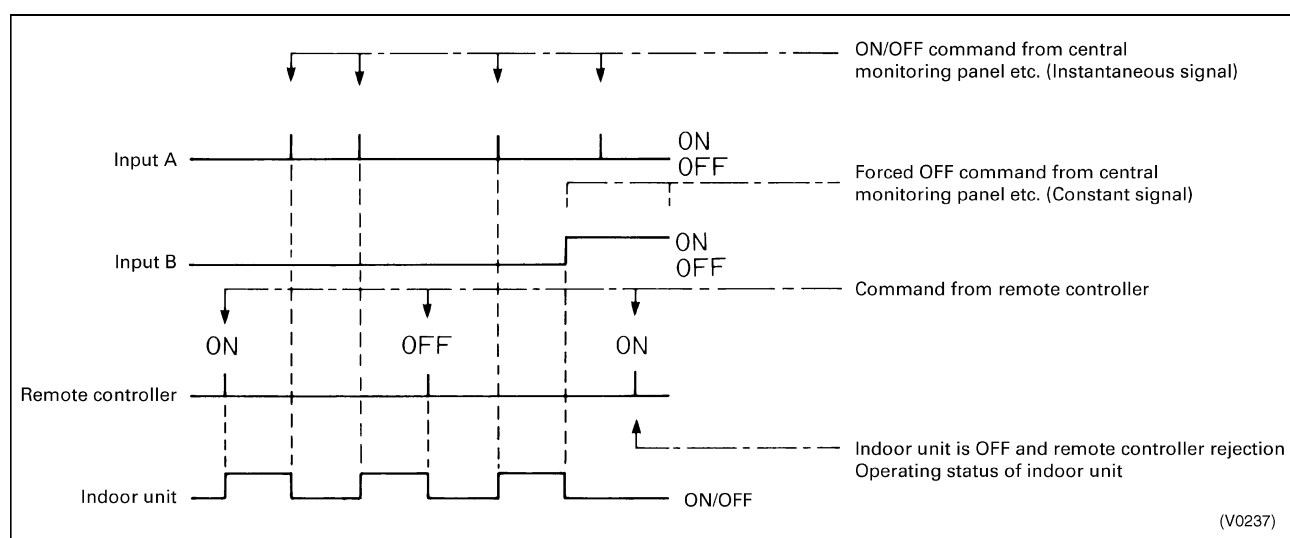 ON/OFF command from central
monitoring panel etc. (Instantaneous signal)
Input A
ON
OFF
Forced OFF command from central
monitoring panel etc. (Constant signal)
Input B
ON
OFF
Command from remote controller
ON
OFF
ON
Remote controller
Indoor unit is OFF and remote controller rejection
Operating status of indoor unit
Indoor unit
ON/OFF
(V0237)